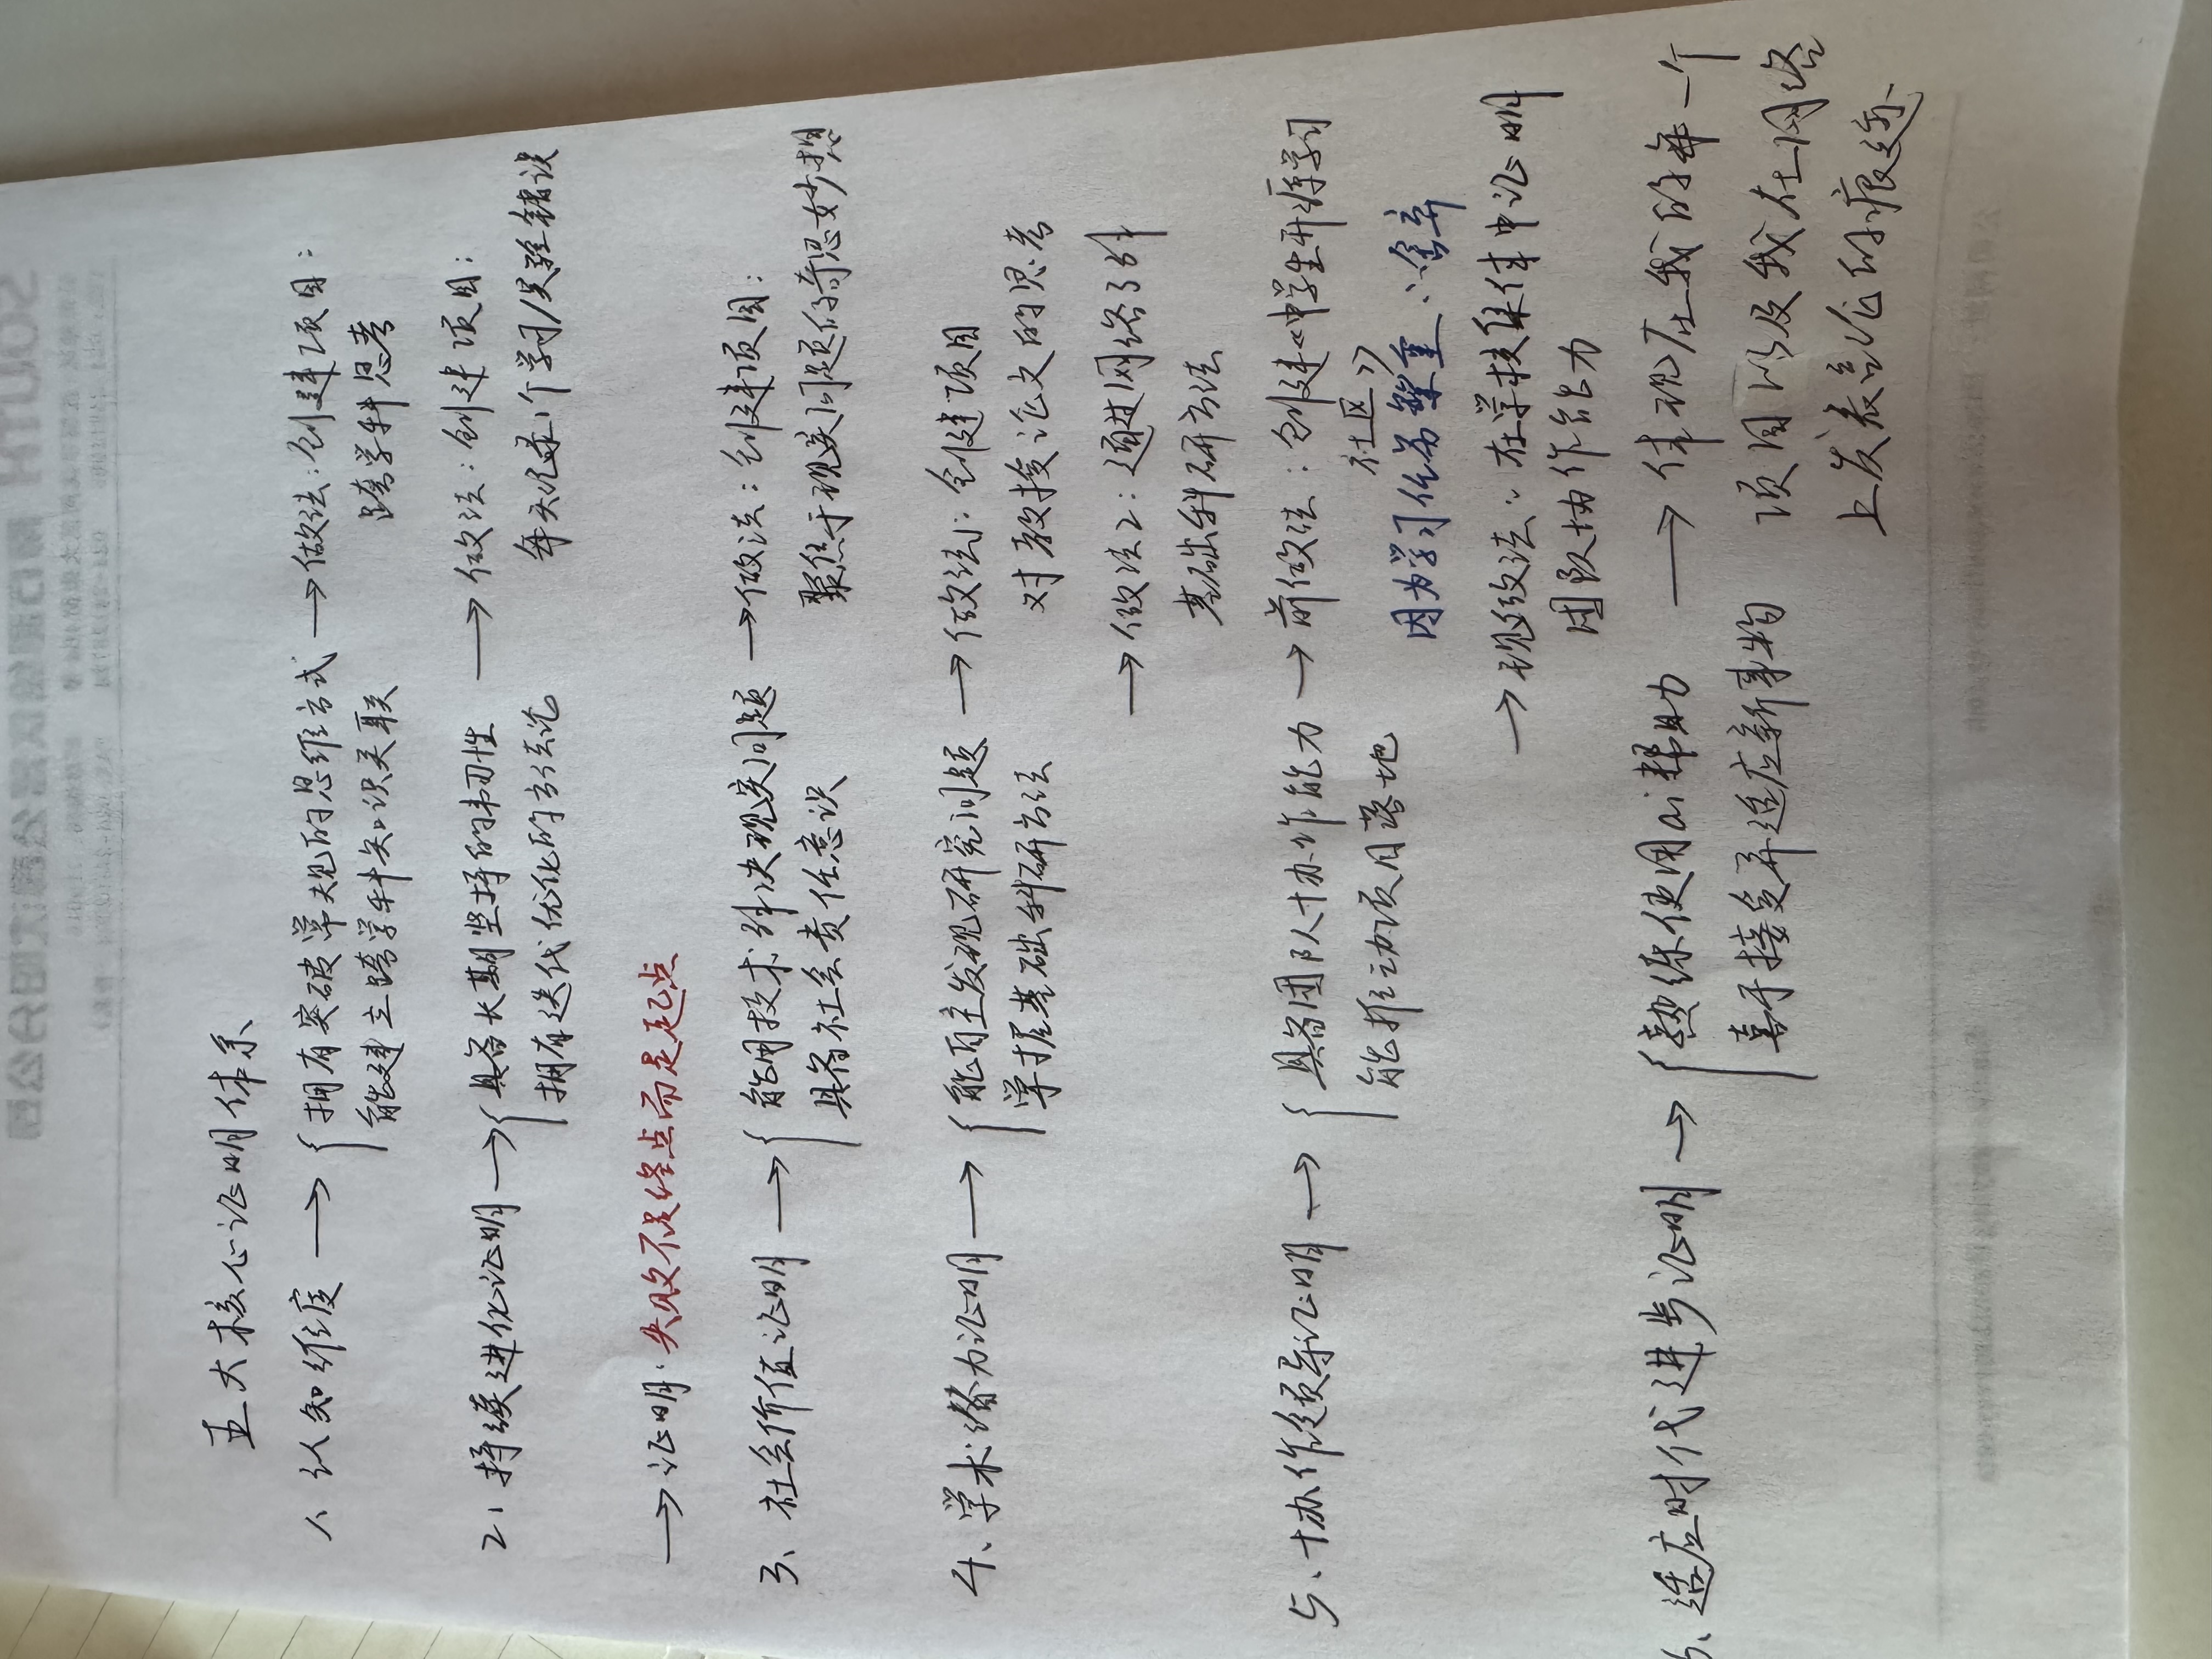 五大核心证明体系
1、认知维度 → { 拥有突破常规的思维方式 → 做法：创建项目：
能建立跨学科知识关联 跨学科思考
2、持续进化证明 → { 具备长期坚持的韧性 → 做法：创建项目：
拥有迭代优化的方法论 每天记录1个学习/实验错误
→ 证明：失败不是终点而是起点
3、社会价值证明 → { 能用技术解决现实问题 → 做法：创建项目：
具备社会责任意识 聚焦于现实问题的奇思妙想
4、学术潜力证明 → { 能自主发现研究问题 → 做法1：创建项目
掌握基础科研方法 对教授论文的思考
→ 做法2：通过网络了解
基础科研方法
5、协作领导证明 → { 具备团队协作能力 → 前做法：创建《中学生开源学习
能推动项目落地 社区》
因为学习任务繁重∴舍弃
→ 现做法：在学校集体中证明
团队协作能力
6、适应时代进步证明 → { 熟练使用ai帮助 → 体现在我的每一个
喜于接受并适应新事物 项目以及我在网络
上发表言论的痕迹